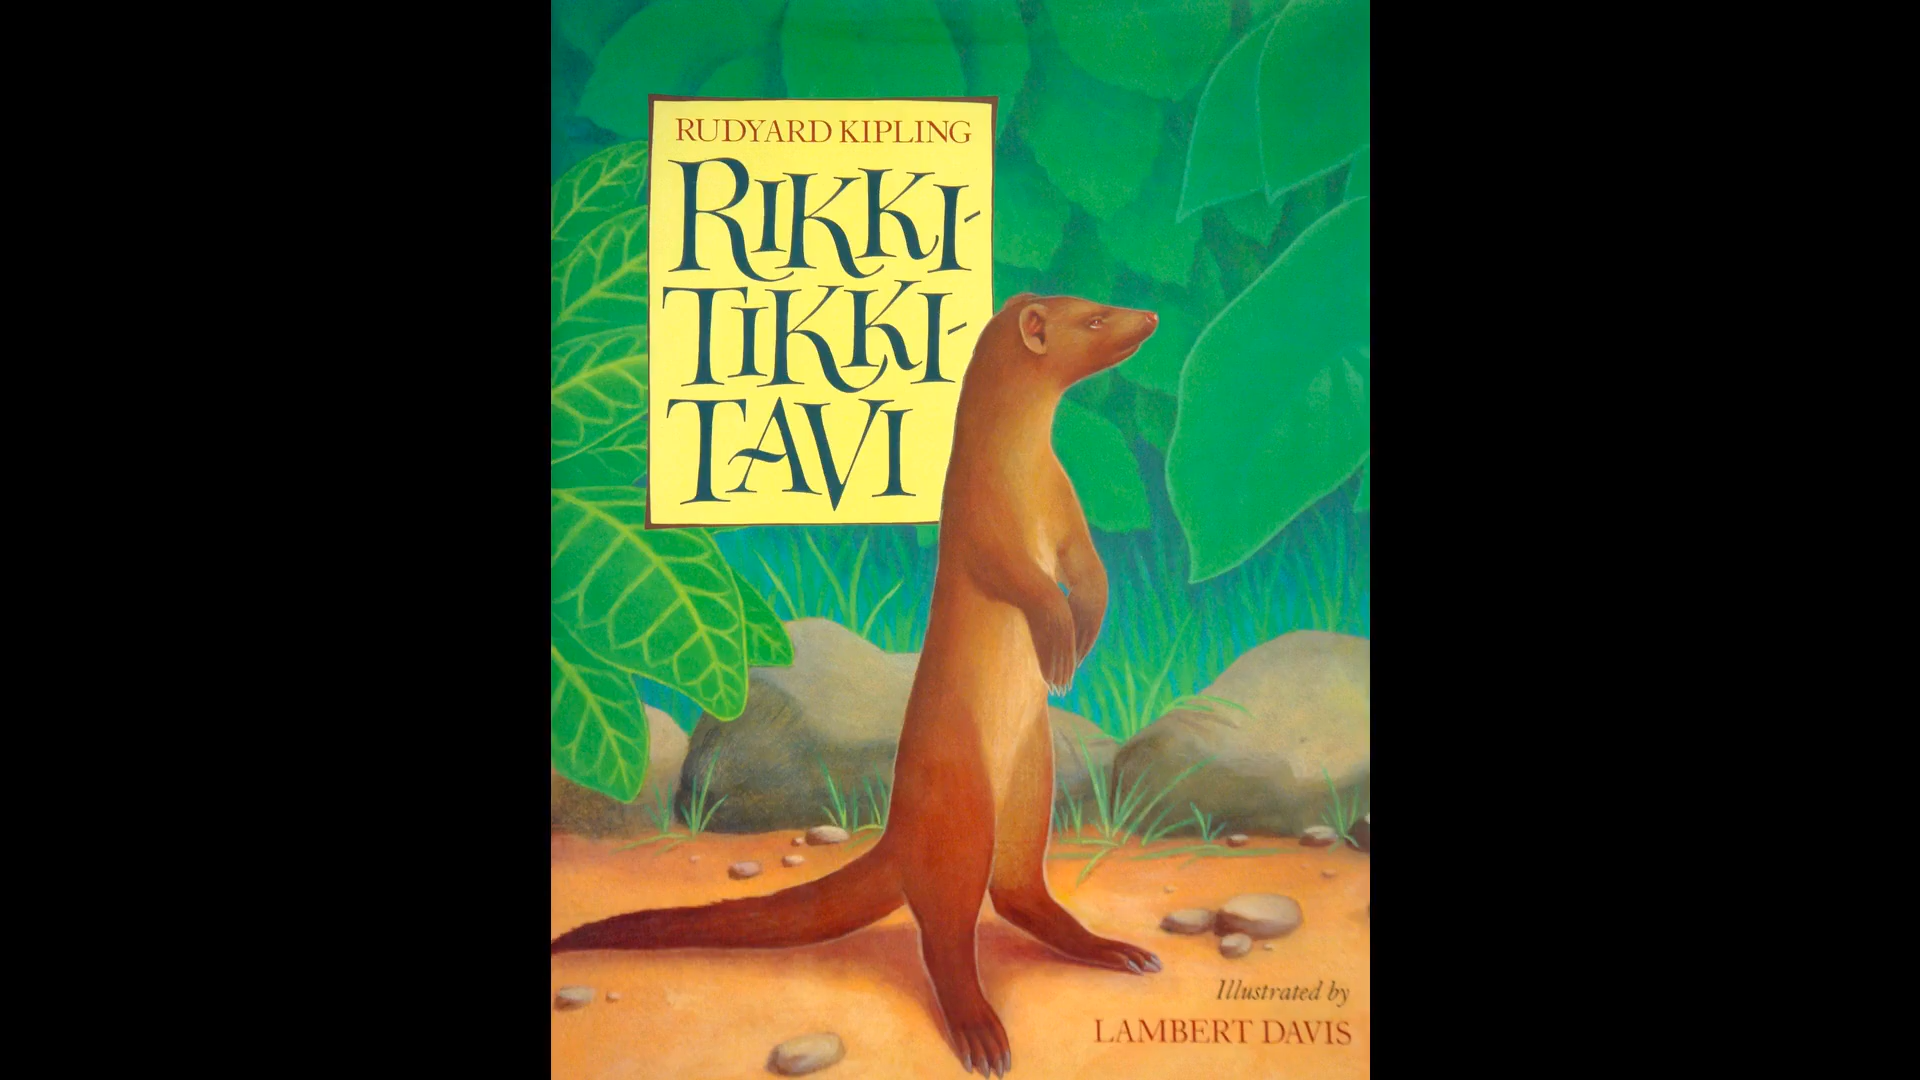 RUDYARD KIPLING
RIKKI-
TIKKI-
TAVI
Illustrated by
LAMBERT DAVIS